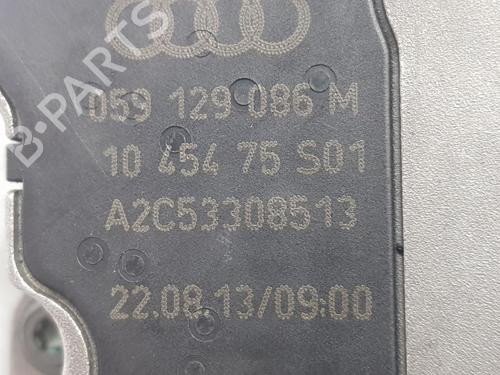 059 129 086 M
10 454 75 S01
A2C53308513
22.08.13/09:00
B-PARTS